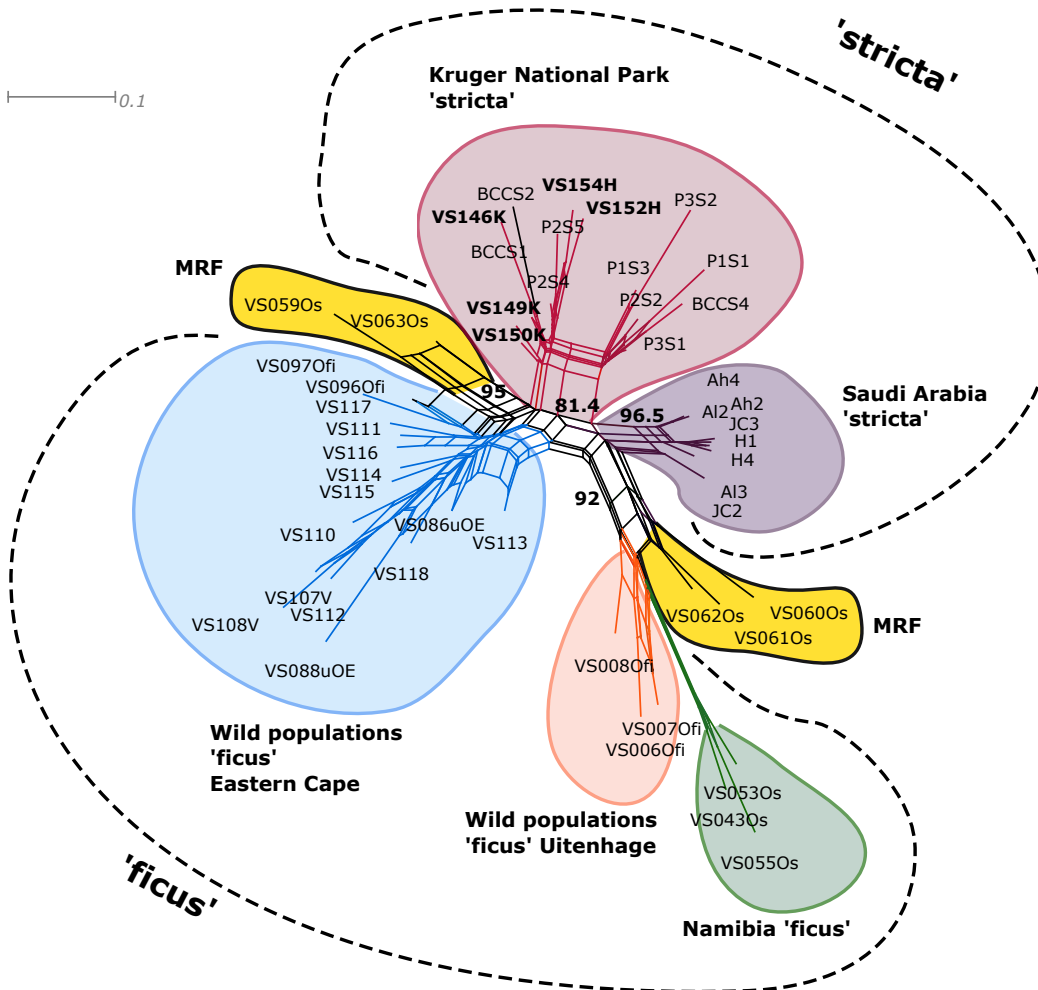 'stricta'
Kruger National Park
'stricta'
0.1
VS154H
BCCS2
VS152H
P3S2
VS146K
P2S5
BCCS1
P1S3
P1S1
MRF
P2S4
VS059Os
P2S2
BCCS4
VS149K
VS063Os
VS150K
P3S1
VS097Ofi
Ah4
VS096Ofi
95
Saudi Arabia
'stricta'
VS117
81.4
96.5
Al2
Ah2
JC3
VS111
H1
VS116
H4
VS114
VS115
Al3
92
JC2
VS110
VS086uOE
VS113
VS118
VS107V
VS112
VS108V
VS062Os
VS060Os
VS061Os
MRF
VS088uOE
VS008Ofi
Wild populations
'ficus'
Eastern Cape
VS007Ofi
VS006Ofi
VS053Os
VS043Os
Wild populations
'ficus' Uitenhage
VS055Os
'ficus'
Namibia 'ficus'